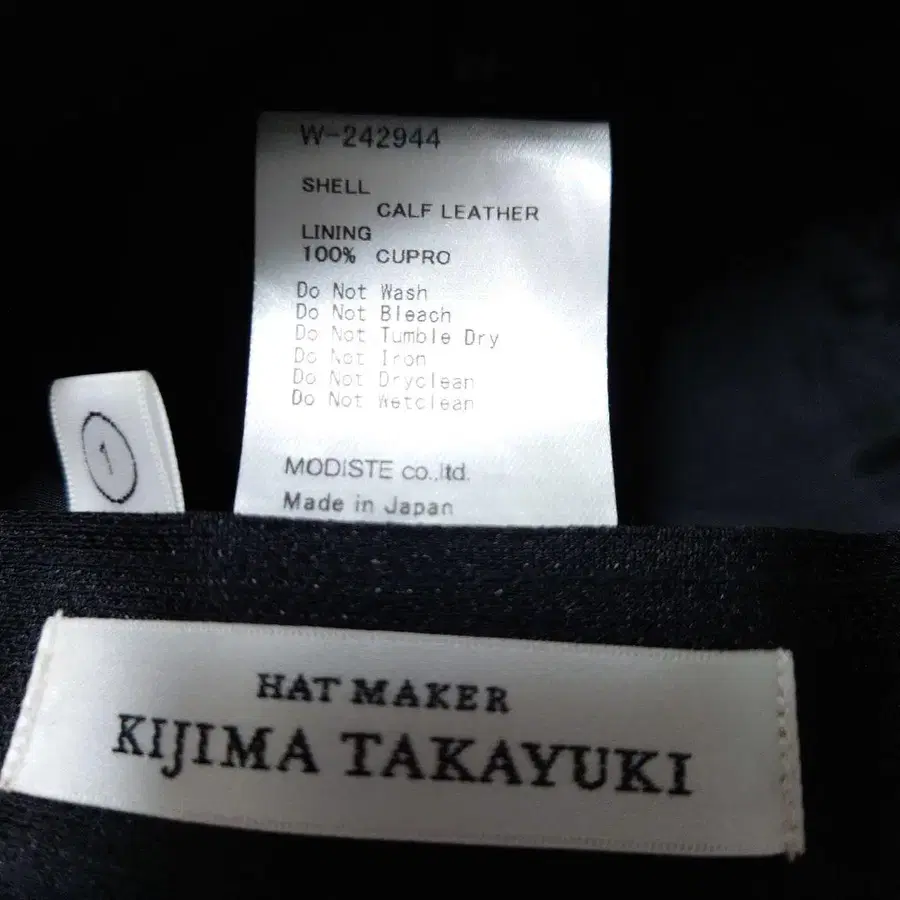 W-242944
SHELL
CALF LEATHER
LINING
100% CUPRO
Do Not Wash
Do Not Bleach
Do Not Tumble Dry
Do Not Iron
Do Not Dryclean
Do Not Wetclean
MODISTE co.,ltd.
Made in Japan
1
HAT MAKER
KIJIMA TAKAYUKI